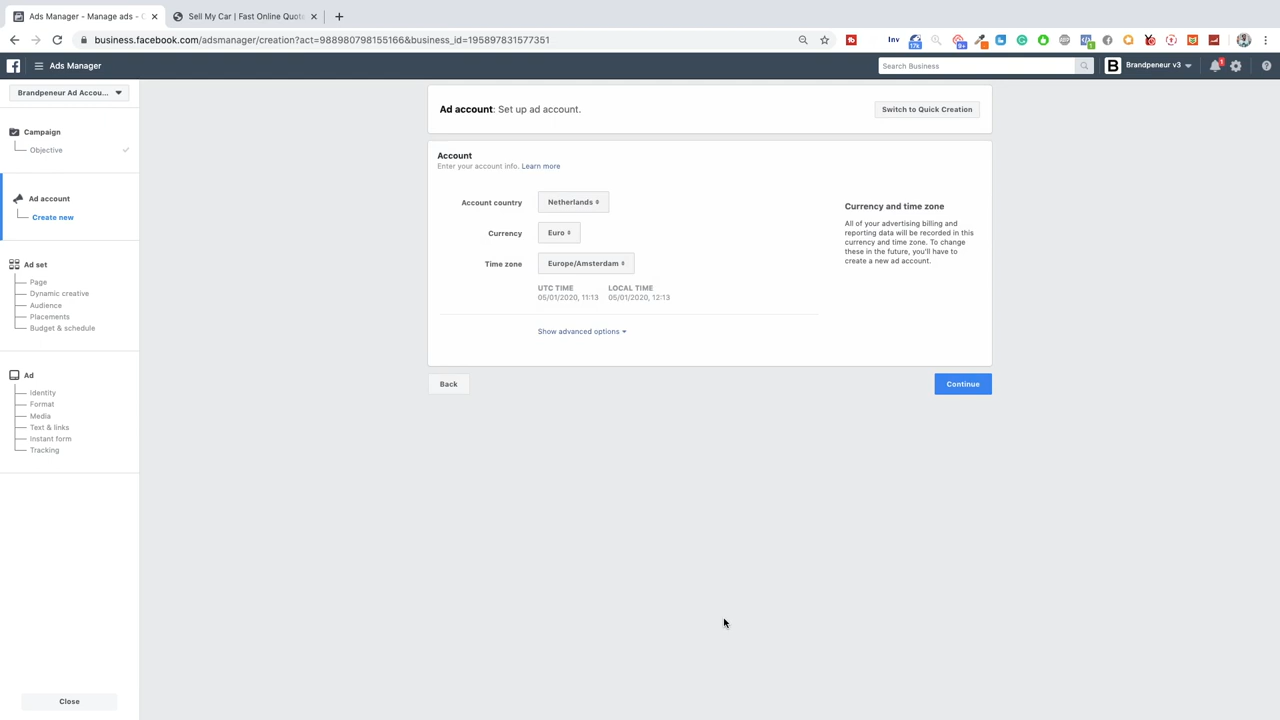 Ads Manager - Manage ads - C
Sell My Car | Fast Online Quote
business.facebook.com/adsmanager/creation?act=988980798155166&business_id=195897831577351
Inv
17k
9+
Ads Manager
Search Business
B
Brandpeneur v3
1
Brandpeneur Ad Accou...
Ad account: Set up ad account.
Switch to Quick Creation
Campaign
Objective
Account
Enter your account info. Learn more
Ad account
Create new
Account country
Netherlands
Currency
Euro
Time zone
Europe/Amsterdam
UTC TIME
LOCAL TIME
05/01/2020, 11:13
05/01/2020, 12:13
Show advanced options
Currency and time zone
All of your advertising billing and
reporting data will be recorded in this
currency and time zone. To change
these in the future, you'll have to
create a new ad account.
Ad set
Page
Dynamic creative
Audience
Placements
Budget & schedule
Back
Continue
Ad
Identity
Format
Media
Text & links
Instant form
Tracking
Close